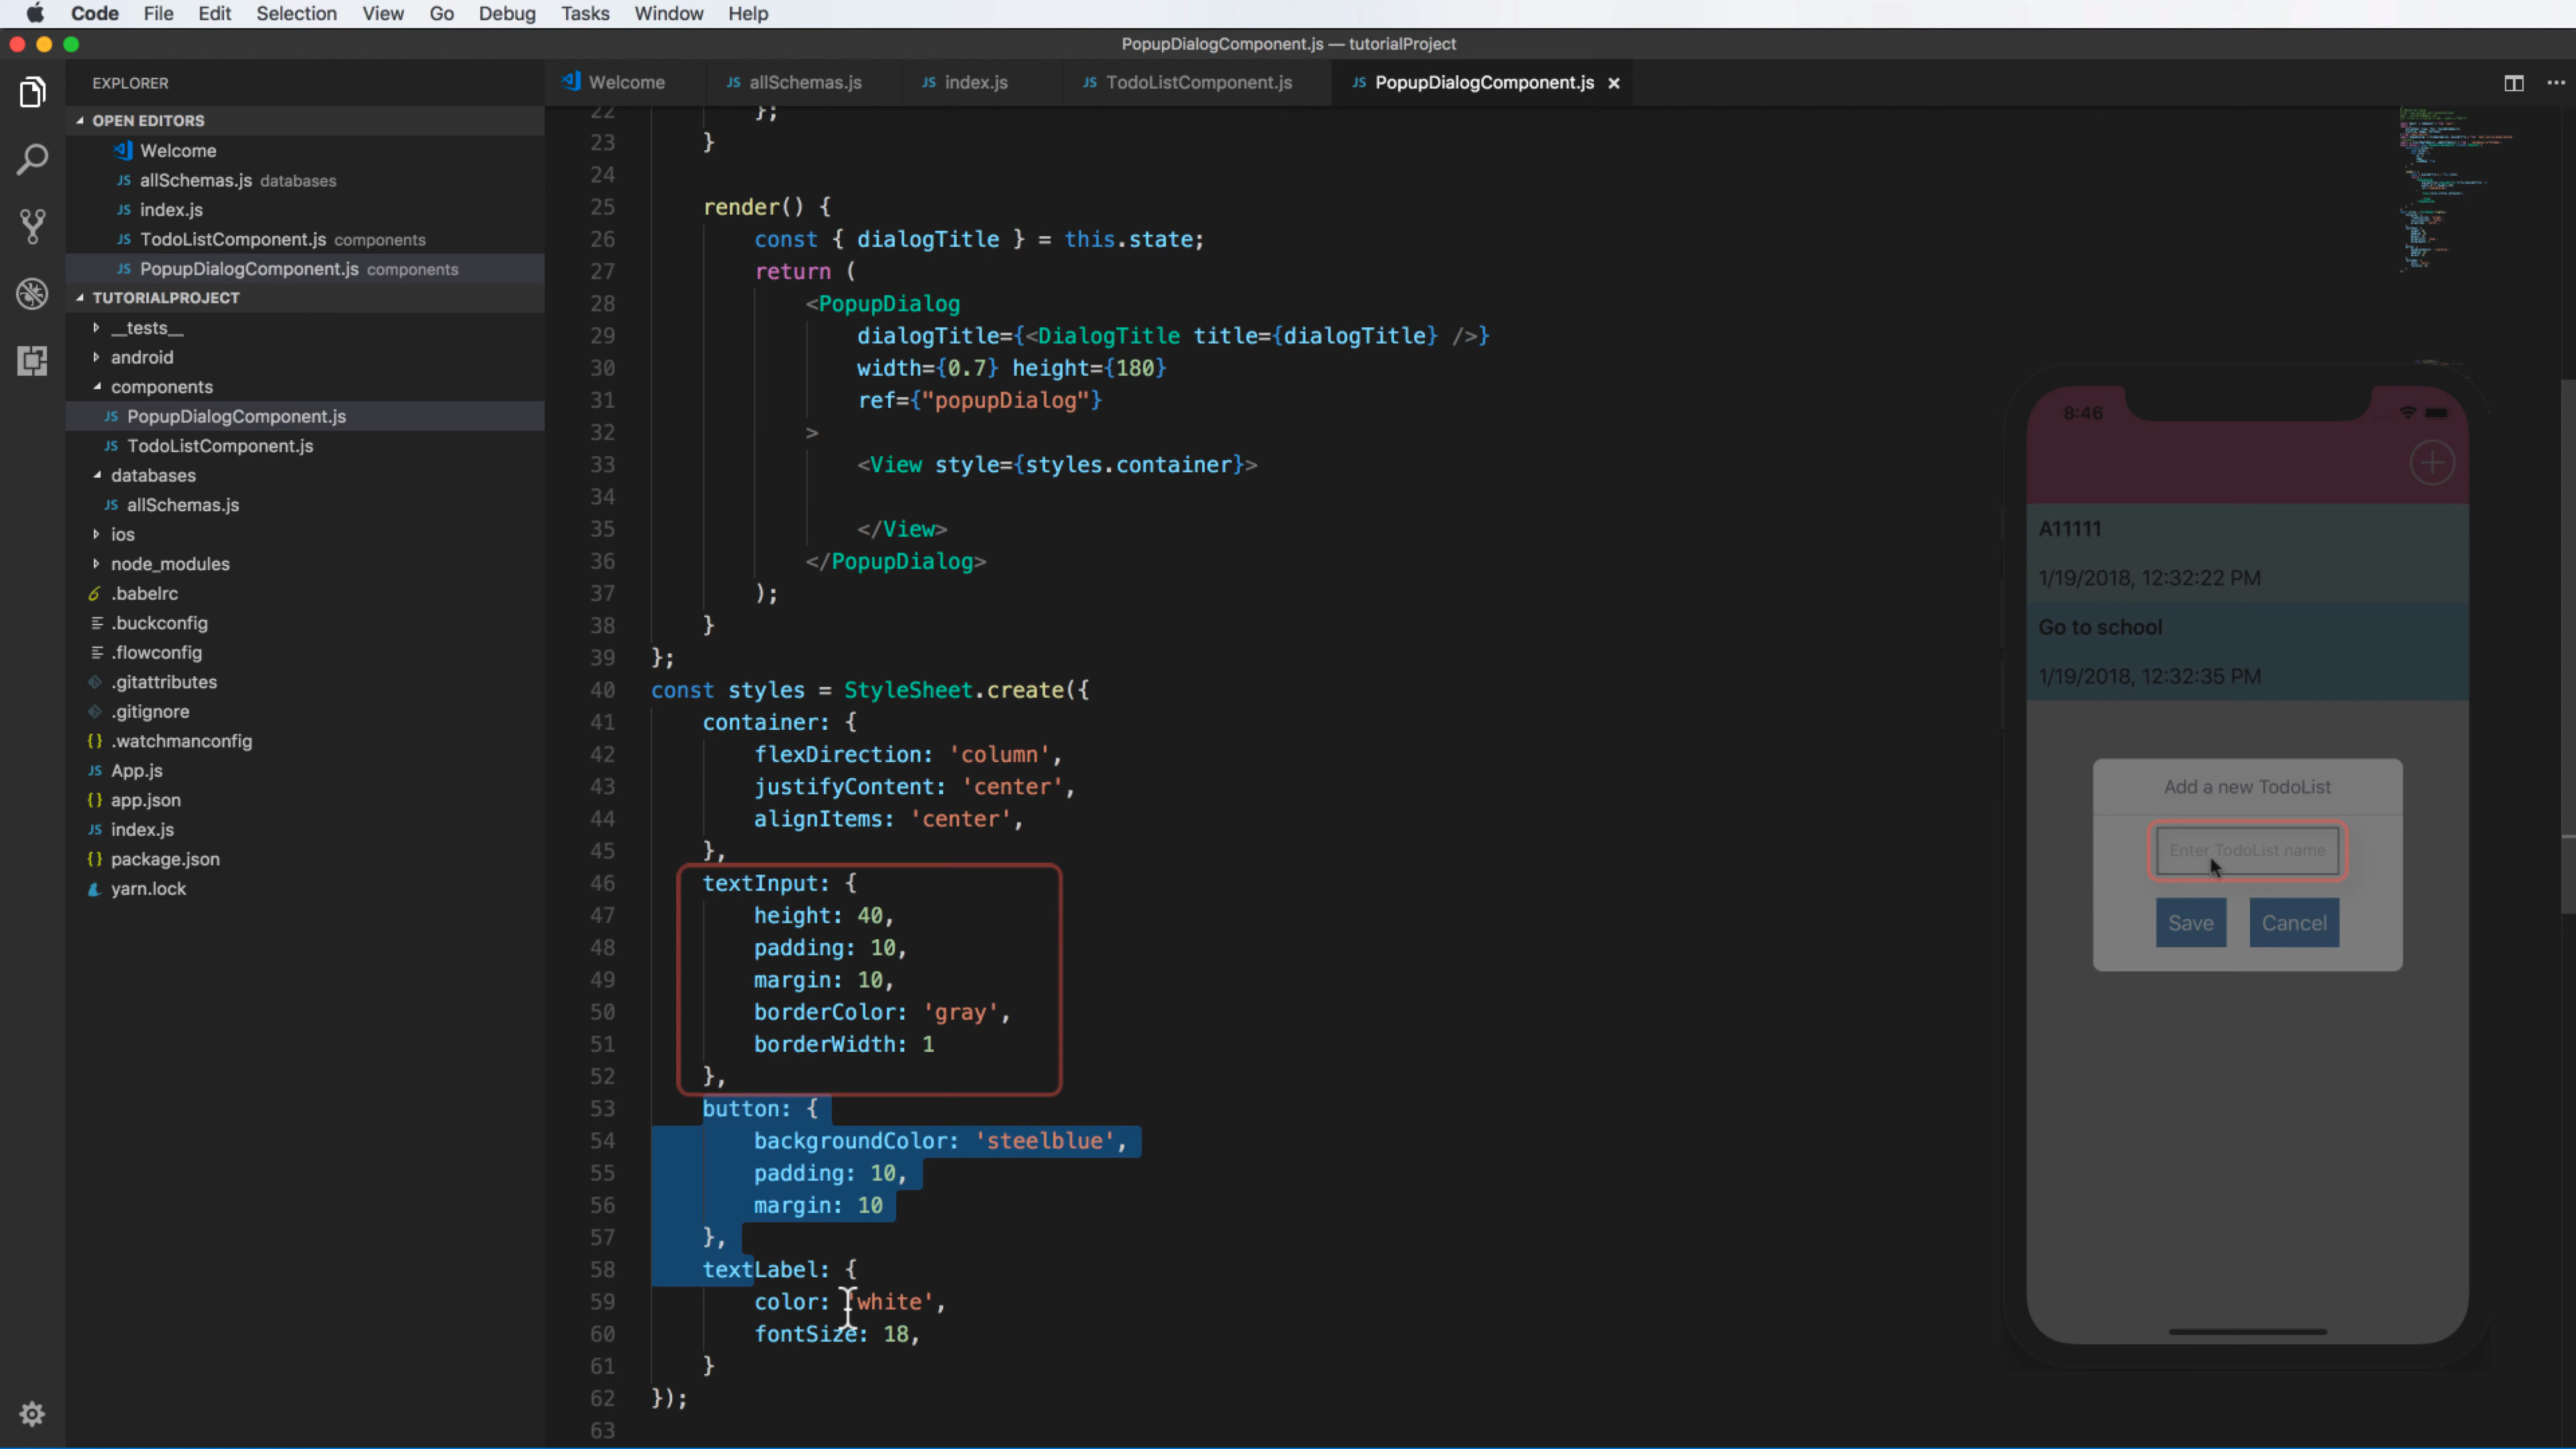 Code File Edit Selection View Go Debug Tasks Window Help
PopupDialogComponent.js — tutorialProject
EXPLORER
OPEN EDITORS
Welcome
allSchemas.js databases
index.js
TodoListComponent.js components
PopupDialogComponent.js components
TUTORIALPROJECT
__tests__
android
components
PopupDialogComponent.js
TodoListComponent.js
databases
allSchemas.js
ios
node_modules
.babelrc
.buckconfig
.flowconfig
.gitattributes
.gitignore
.watchmanconfig
App.js
app.json
index.js
package.json
yarn.lock
Welcome JS allSchemas.js JS index.js JS TodoListComponent.js JS PopupDialogComponent.js ×
22 };
23 }
24
25 render() {
26 const { dialogTitle } = this.state;
27 return (
28 <PopupDialog
29 dialogTitle={<DialogTitle title={dialogTitle} />}
30 width={0.7} height={180}
31 ref={"popupDialog"}
32 >
33 <View style={styles.container}>
34
35 </View>
36 </PopupDialog>
37 );
38 }
39 };
40 const styles = StyleSheet.create({
41 container: {
42 flexDirection: 'column',
43 justifyContent: 'center',
44 alignItems: 'center',
45 },
46 textInput: {
47 height: 40,
48 padding: 10,
49 margin: 10,
50 borderColor: 'gray',
51 borderWidth: 1
52 },
53 button: {
54 backgroundColor: 'steelblue',
55 padding: 10,
56 margin: 10
57 },
58 textLabel: {
59 color: 'white',
60 fontSize: 18,
61 }
62 });
63
8:46
A11111
1/19/2018, 12:32:22 PM
Go to school
1/19/2018, 12:32:35 PM
Add a new TodoList
Enter TodoList name
Save Cancel